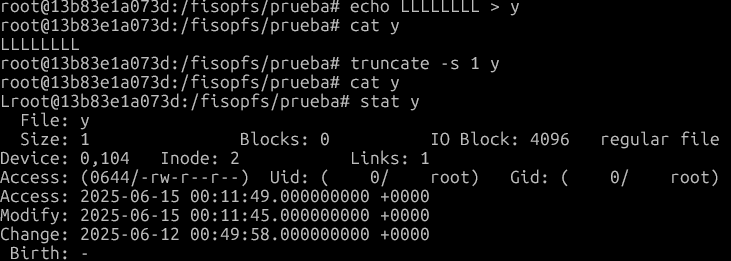 root@13b83e1a073d:/fisopfs/prueba# echo LLLLLLLL > y
root@13b83e1a073d:/fisopfs/prueba# cat y
LLLLLLLL
root@13b83e1a073d:/fisopfs/prueba# truncate -s 1 y
root@13b83e1a073d:/fisopfs/prueba# cat y
Lroot@13b83e1a073d:/fisopfs/prueba# stat y
  File: y
  Size: 1               Blocks: 0          IO Block: 4096   regular file
Device: 0,104   Inode: 2           Links: 1
Access: (0644/-rw-r--r--)  Uid: (    0/    root)   Gid: (    0/    root)
Access: 2025-06-15 00:11:49.000000000 +0000
Modify: 2025-06-15 00:11:45.000000000 +0000
Change: 2025-06-12 00:49:58.000000000 +0000
 Birth: -